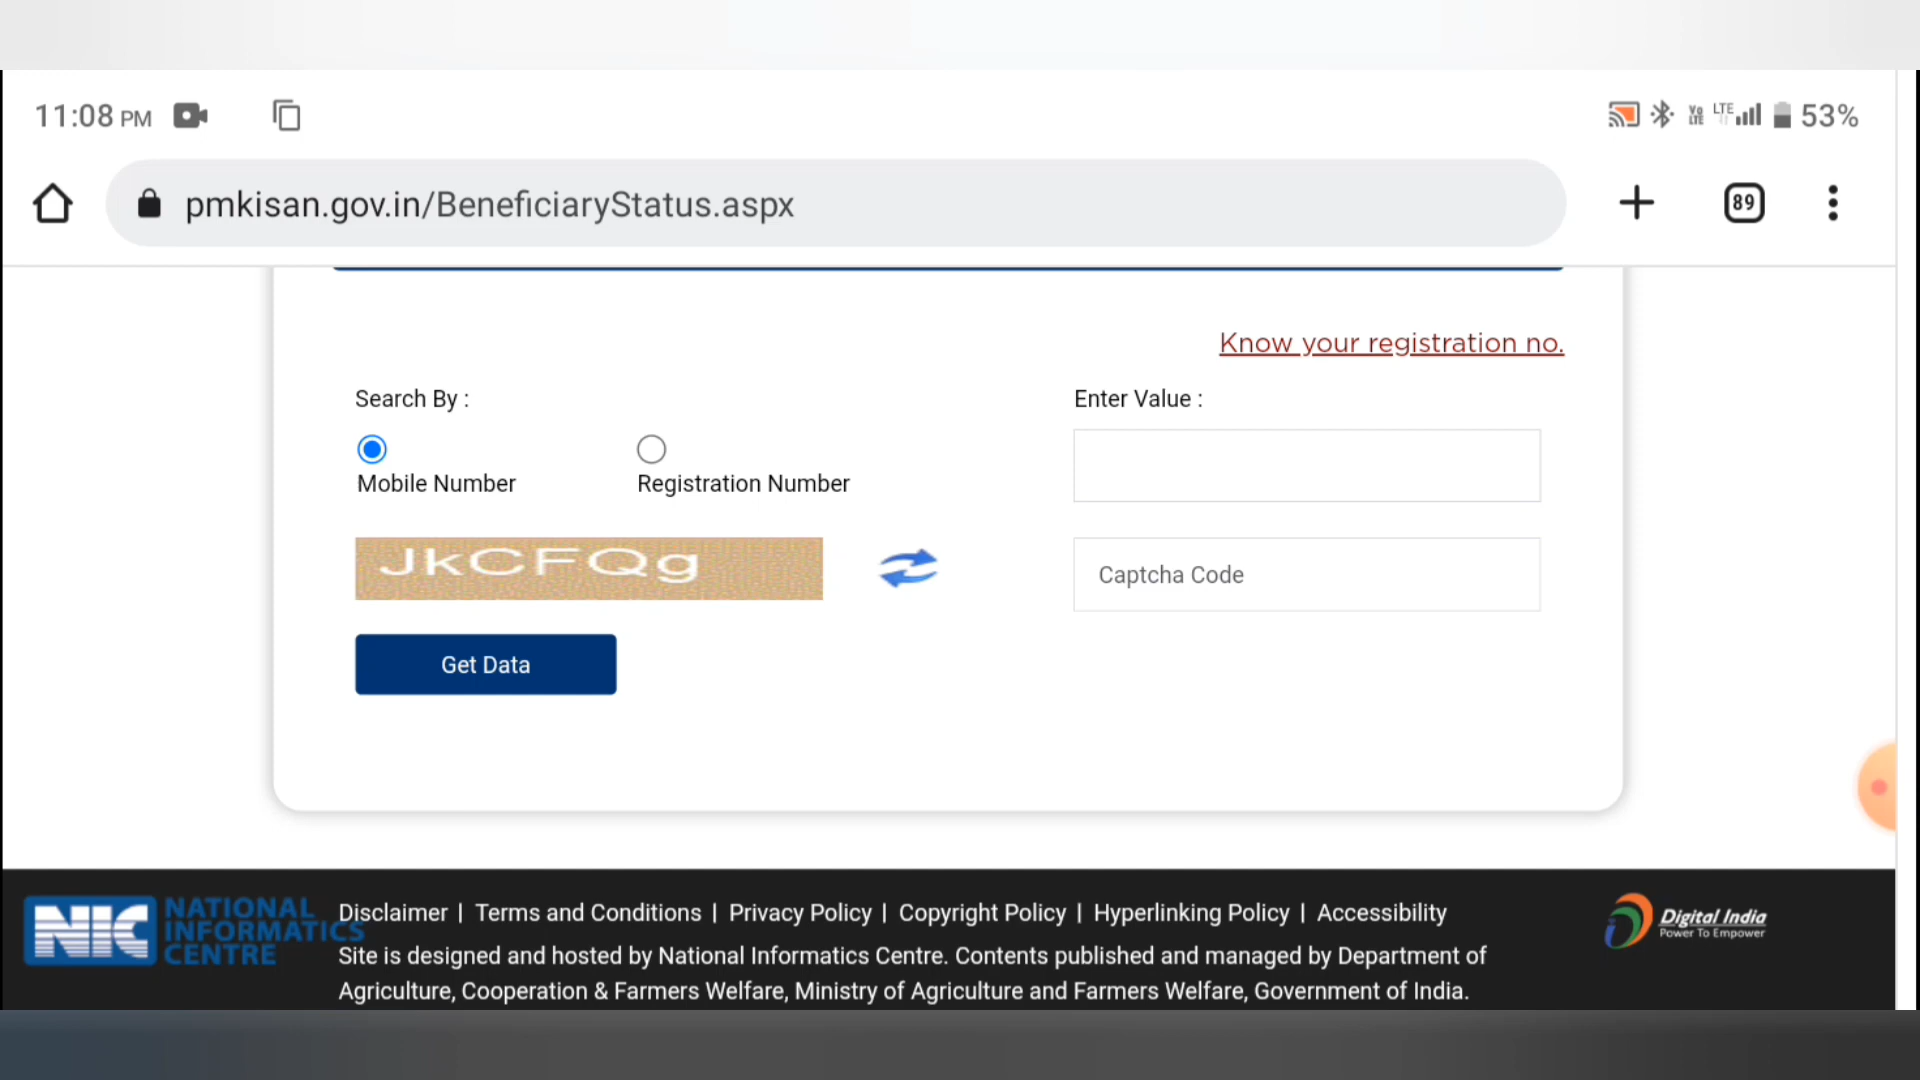 11:08 PM
VoLTE LTE 53%
pmkisan.gov.in/BeneficiaryStatus.aspx
89
Know your registration no.
Search By :
Enter Value :
Mobile Number
Registration Number
JkCFQg
Captcha Code
Get Data
NIC NATIONAL INFORMATICS CENTRE
Disclaimer | Terms and Conditions | Privacy Policy | Copyright Policy | Hyperlinking Policy | Accessibility
Site is designed and hosted by National Informatics Centre. Contents published and managed by Department of
Agriculture, Cooperation & Farmers Welfare, Ministry of Agriculture and Farmers Welfare, Government of India.
Digital India
Power To Empower